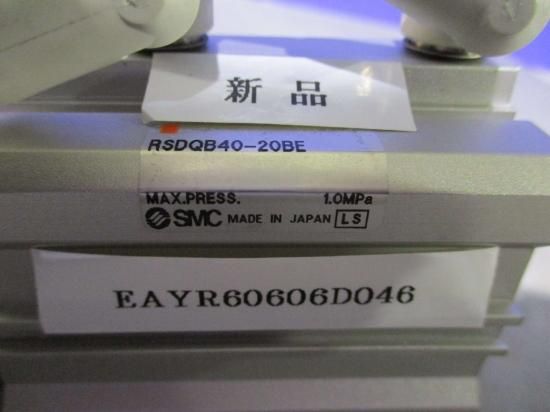 新品
RSDQB40-20BE
MAX.PRESS. 1.0MPa
SMC MADE IN JAPAN LS
EAYR60606D046